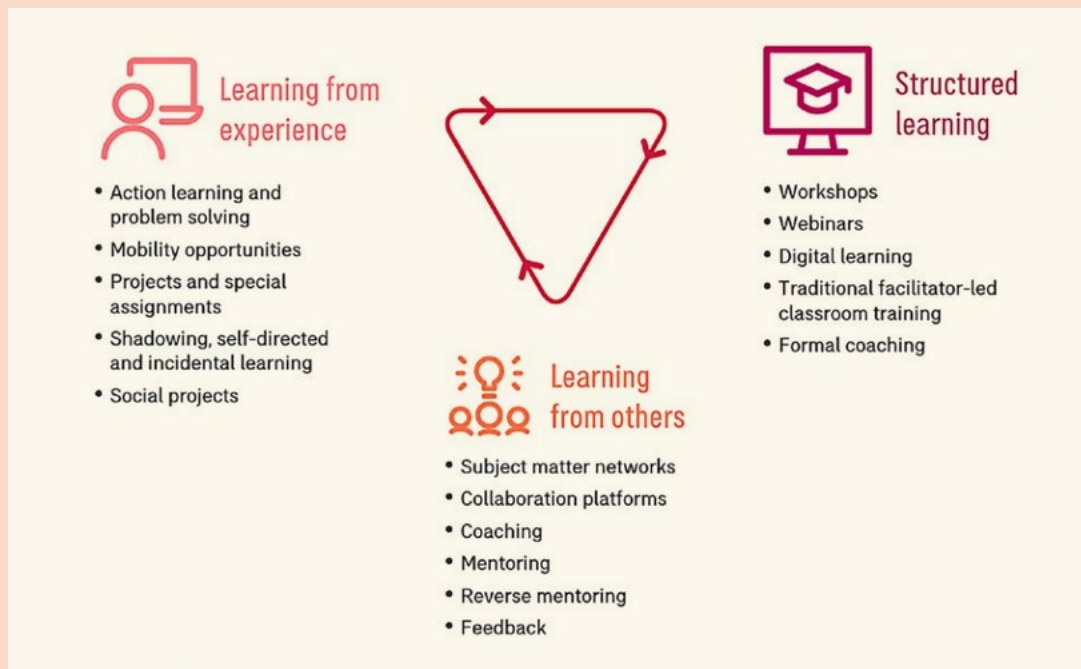 Learning from
experience
• Action learning and
problem solving
• Mobility opportunities
• Projects and special
assignments
• Shadowing, self-directed
and incidental learning
• Social projects
Structured
learning
• Workshops
• Webinars
• Digital learning
• Traditional facilitator-led
classroom training
• Formal coaching
Learning
from others
• Subject matter networks
• Collaboration platforms
• Coaching
• Mentoring
• Reverse mentoring
• Feedback